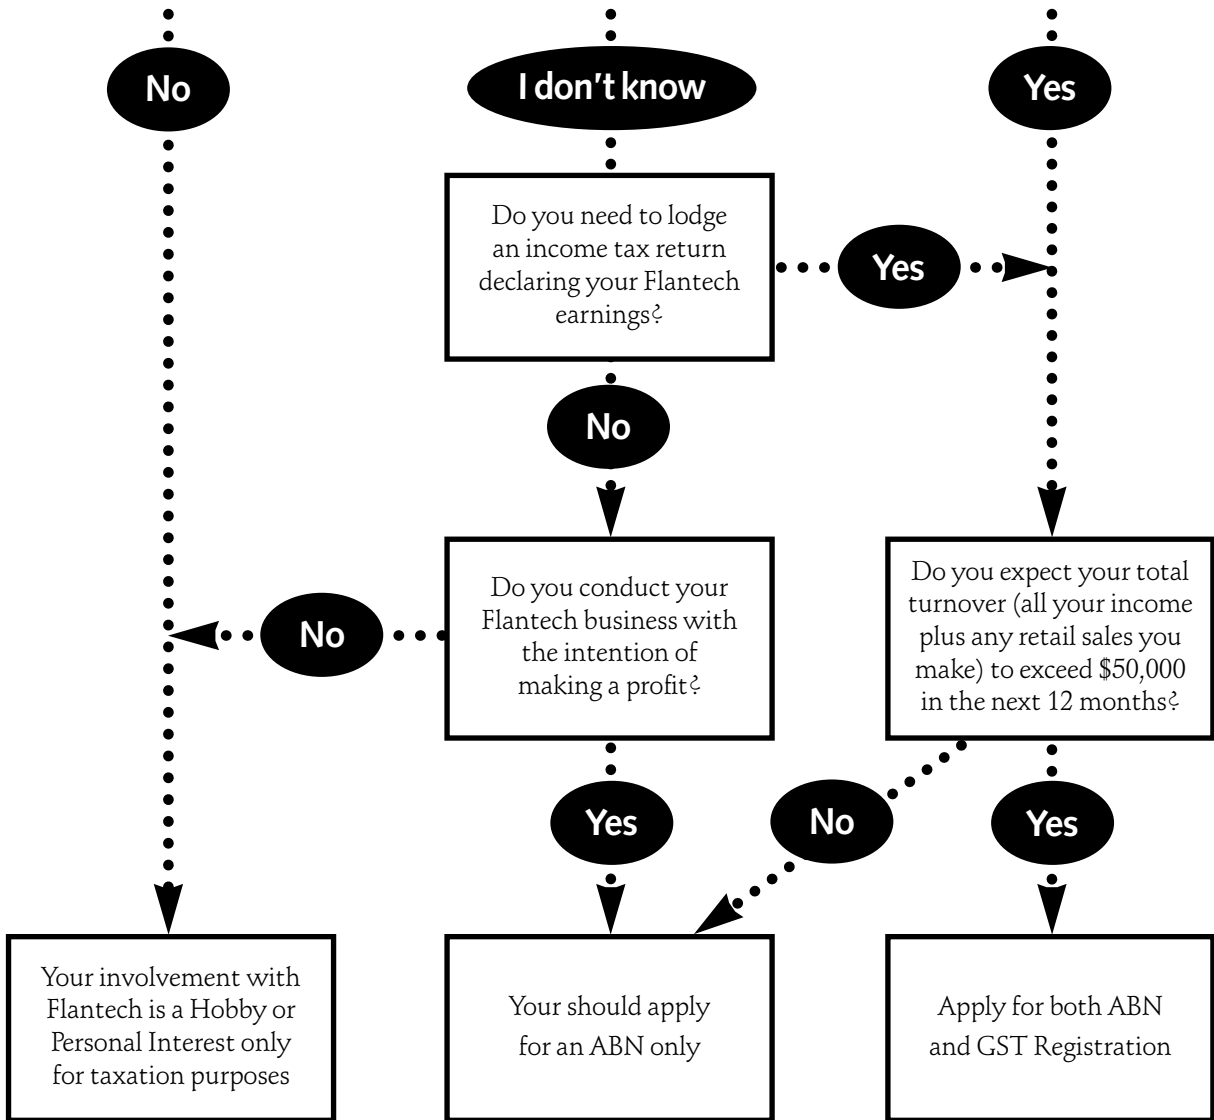 No
I don't know
Yes
Do you need to lodge
an income tax return
declaring your Flantech
earnings?
Yes
No
Do you conduct your
Flantech business with
the intention of
making a profit?
No
Do you expect your total
turnover (all your income
plus any retail sales you
make) to exceed $50,000
in the next 12 months?
Yes
No
Yes
Your involvement with
Flantech is a Hobby or
Personal Interest only
for taxation purposes
Your should apply
for an ABN only
Apply for both ABN
and GST Registration